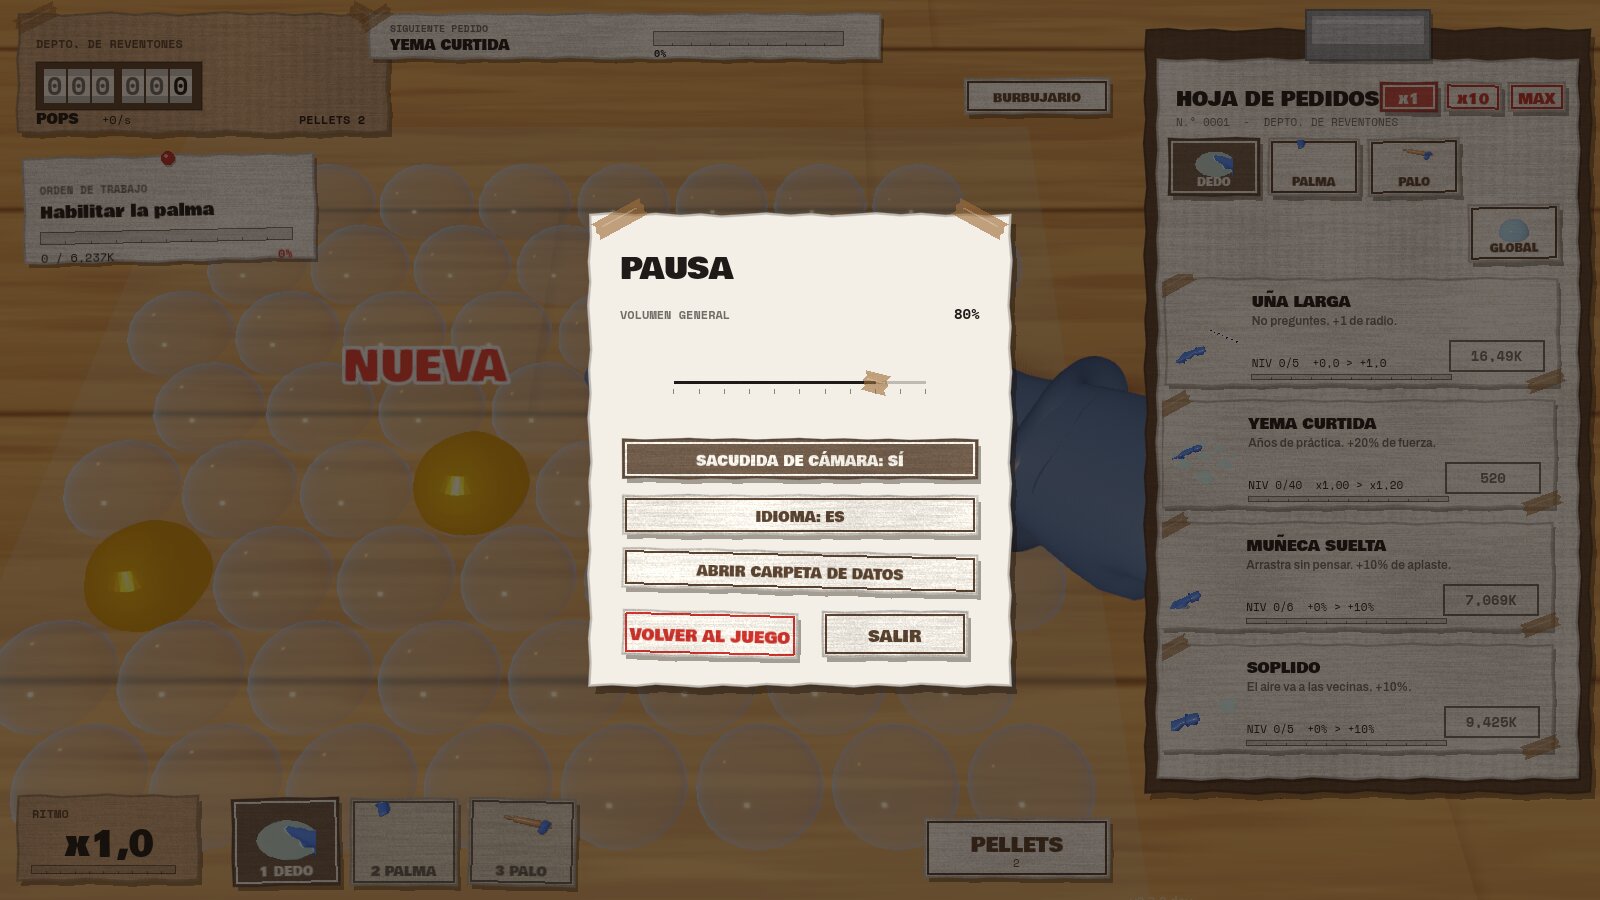 DEPTO. DE REVENTONES
000 000
POPS +0/s PELLETS 2
SIGUIENTE PEDIDO
YEMA CURTIDA
0%
BURBUJARIO
ORDEN DE TRABAJO
Habilitar la palma
0 / 6,237K 0%
NUEVA
PAUSA
VOLUMEN GENERAL 80%
SACUDIDA DE CÁMARA: SÍ
IDIOMA: ES
ABRIR CARPETA DE DATOS
VOLVER AL JUEGO
SALIR
HOJA DE PEDIDOS x1 x10 MAX
N.° 0001 - DEPTO. DE REVENTONES
DEDO
PALMA
PALO
GLOBAL
UÑA LARGA
No preguntes. +1 de radio.
NIV 0/5 +0,0 > +1,0
16,49K
YEMA CURTIDA
Años de práctica. +20% de fuerza.
NIV 0/40 x1,00 > x1,20
520
MUÑECA SUELTA
Arrastra sin pensar. +10% de aplaste.
NIV 0/6 +0% > +10%
7,069K
SOPLIDO
El aire va a las vecinas. +10%.
NIV 0/5 +0% > +10%
9,425K
RITMO
x1,0
1 DEDO
2 PALMA
3 PALO
PELLETS
2